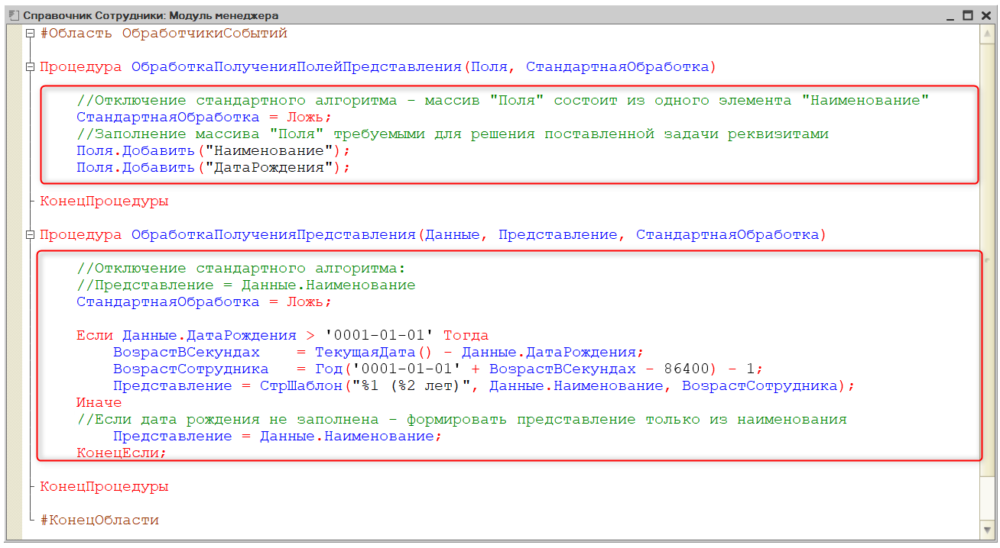 Справочник Сотрудники: Модуль менеджера
#Область ОбработчикиСобытий
Процедура ОбработкаПолученияПолейПредставления(Поля, СтандартнаяОбработка)
//Отключение стандартного алгоритма - массив "Поля" состоит из одного элемента "Наименование"
СтандартнаяОбработка = Ложь;
//Заполнение массива "Поля" требуемыми для решения поставленной задачи реквизитами
Поля.Добавить("Наименование");
Поля.Добавить("ДатаРождения");
КонецПроцедуры
Процедура ОбработкаПолученияПредставления(Данные, Представление, СтандартнаяОбработка)
//Отключение стандартного алгоритма:
//Представление = Данные.Наименование
СтандартнаяОбработка = Ложь;
Если Данные.ДатаРождения > '0001-01-01' Тогда
ВозрастВСекундах = ТекущаяДата() - Данные.ДатаРождения;
ВозрастСотрудника = Год('0001-01-01' + ВозрастВСекундах - 86400) - 1;
Представление = СтрШаблон("%1 (%2 лет)", Данные.Наименование, ВозрастСотрудника);
Иначе
//Если дата рождения не заполнена - формировать представление только из наименования
Представление = Данные.Наименование;
КонецЕсли;
КонецПроцедуры
#КонецОбласти